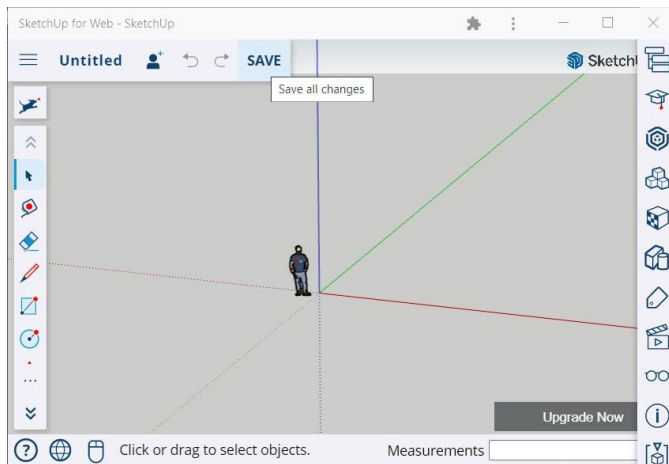 SketchUp for Web - SketchUp
Untitled
SAVE
SketchU
Save all changes
Upgrade Now
Click or drag to select objects.
Measurements